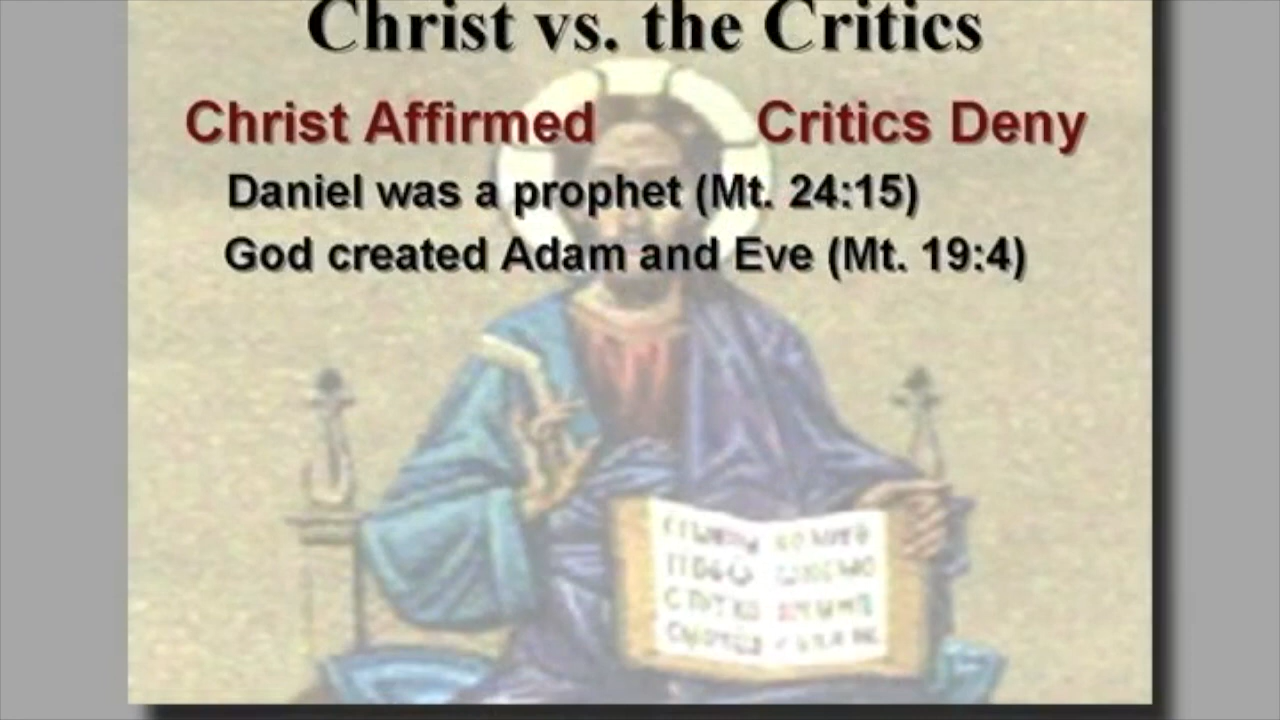 Christ vs. the Critics
Christ Affirmed Critics Deny
Daniel was a prophet (Mt. 24:15)
God created Adam and Eve (Mt. 19:4)